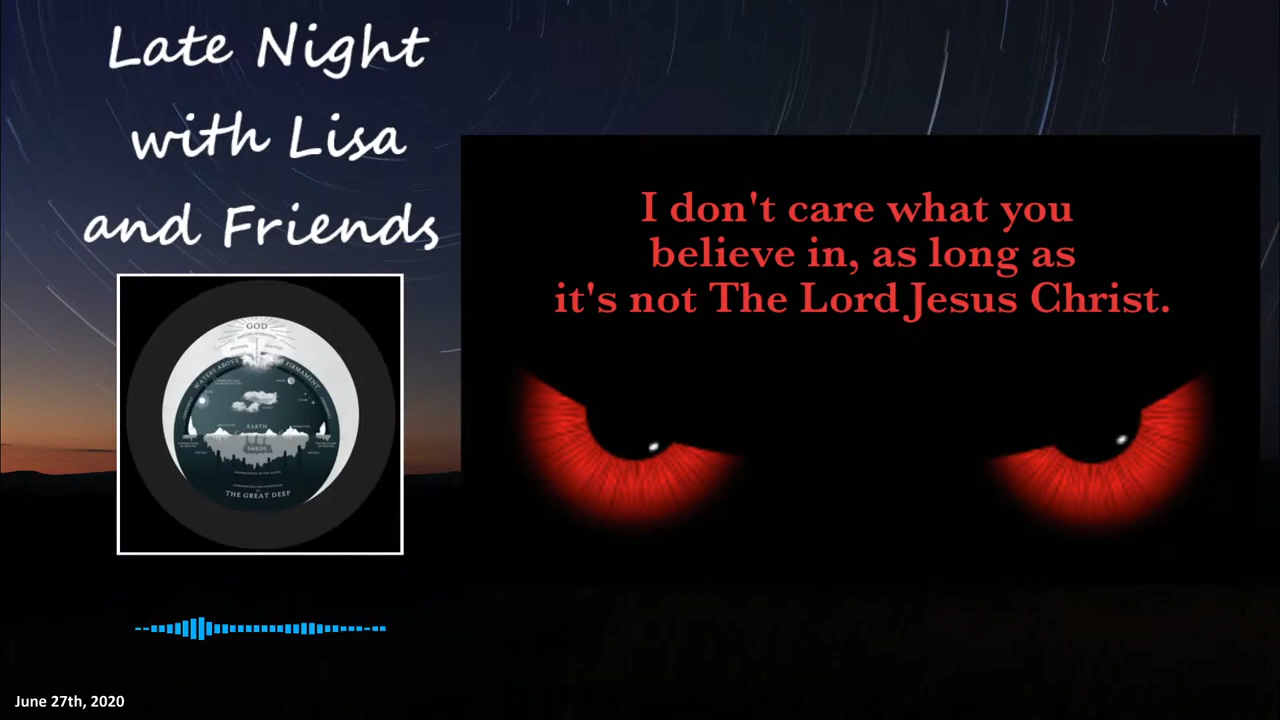 Late Night
with Lisa
and Friends
I don't care what you
believe in, as long as
it's not The Lord Jesus Christ.
GOD
WATERS ABOVE
FIRMAMENT
EARTH
SHEOL
THE GREAT DEEP
June 27th, 2020